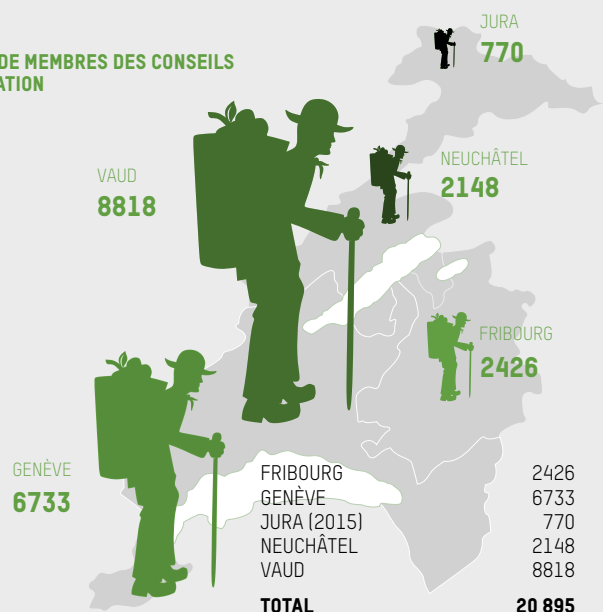 DE MEMBRES DES CONSEILS
JURA
770
VAUD
8818
NEUCHÂTEL
2148
FRIBOURG
2426
GENÈVE
6733
FRIBOURG 2426
GENÈVE 6733
JURA (2015) 770
NEUCHÂTEL 2148
VAUD 8818
TOTAL 20 895